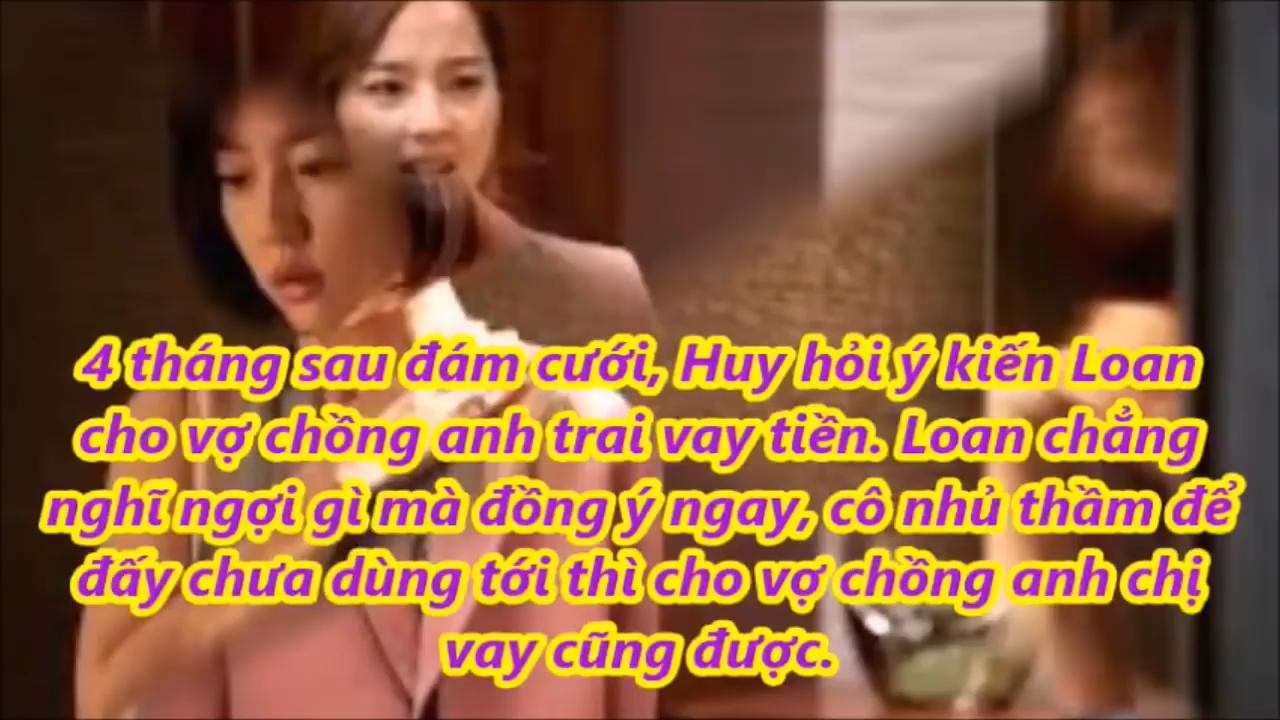 4 tháng sau đám cưới, Huy hỏi ý kiến Loan
cho vợ chồng anh trai vay tiền. Loan chẳng
nghĩ ngợi gì mà đồng ý ngay, cô nhủ thầm để
đấy chưa dùng tới thì cho vợ chồng anh chị
vay cũng được.